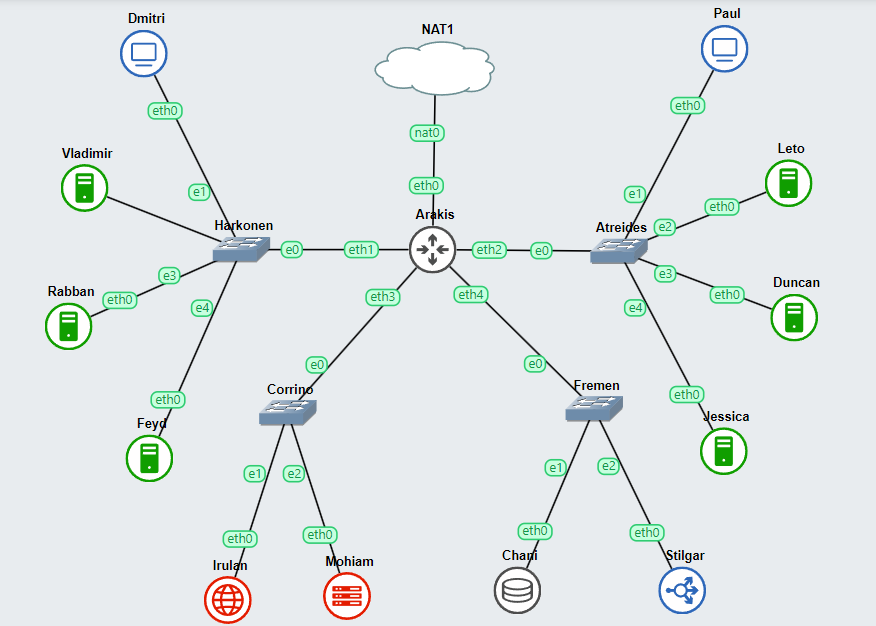 Dmitri
Paul
NAT1
eth0
eth0
nat0
Vladimir
Leto
eth0
e1
e1
eth0
Arakis
Harkonen
Atreides
e2
e0
eth1
eth2
e0
e3
e3
Rabban
eth0
Duncan
eth0
eth3
eth4
e4
e4
e0
e0
Corrino
Fremen
eth0
eth0
Feyd
Jessica
e1
e2
e1
e2
eth0
eth0
eth0
eth0
Irulan
Mohiam
Chani
Stilgar